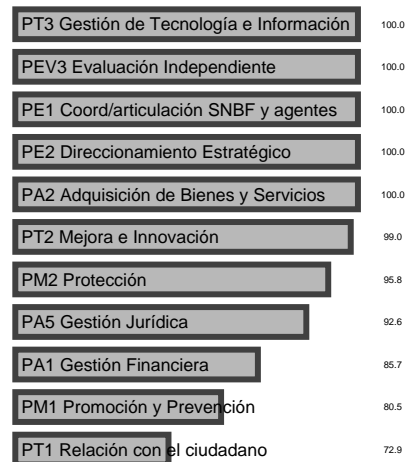 PT3 Gestión de Tecnología e Información 100.0
PEV3 Evaluación Independiente 100.0
PE1 Coord/articulación SNBF y agentes 100.0
PE2 Direccionamiento Estratégico 100.0
PA2 Adquisición de Bienes y Servicios 100.0
PT2 Mejora e Innovación 99.0
PM2 Protección 95.8
PA5 Gestión Jurídica 92.6
PA1 Gestión Financiera 85.7
PM1 Promoción y Prevención 80.5
PT1 Relación con el ciudadano 72.9